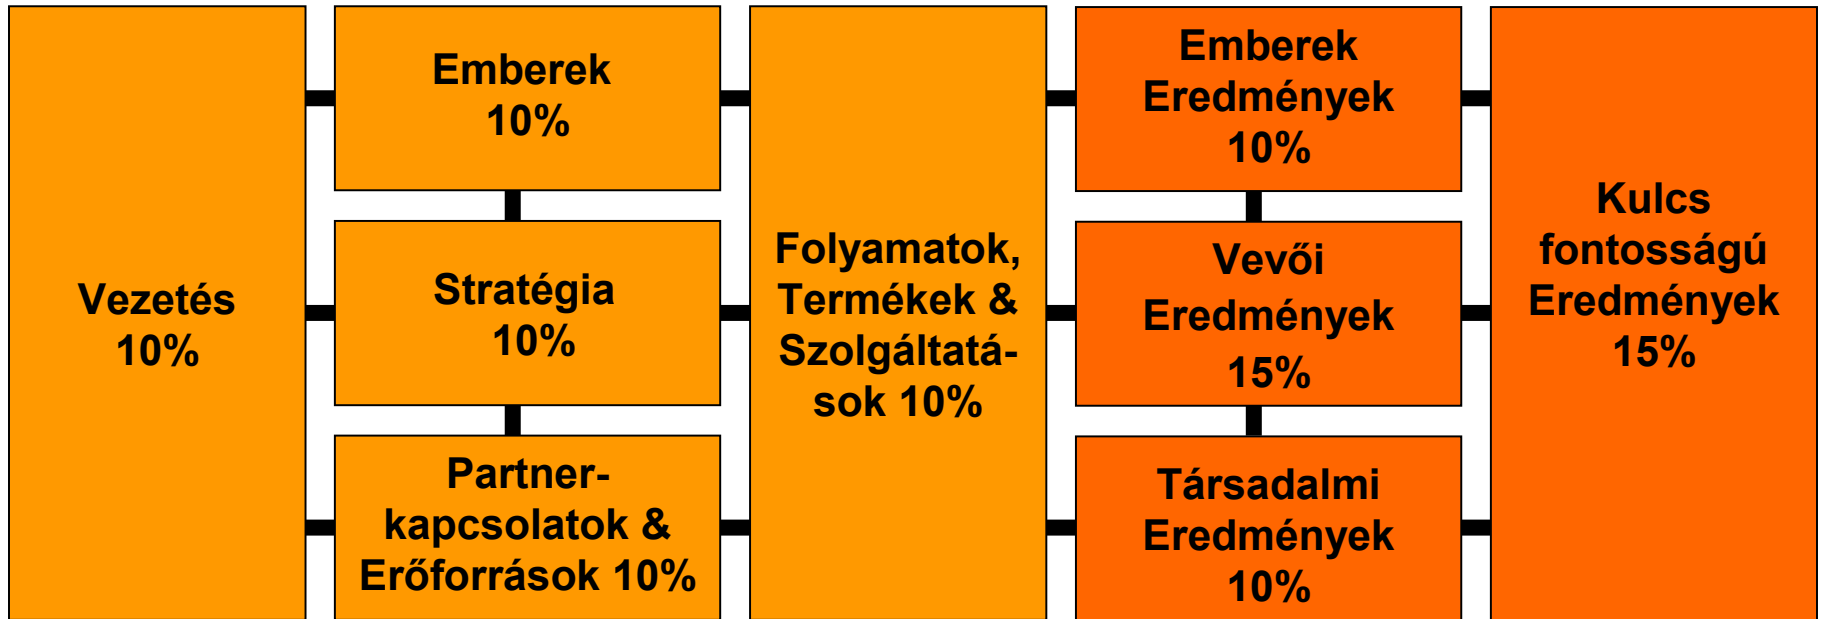 Vezetés
10%
Emberek
10%
Stratégia
10%
Partner-
kapcsolatok &
Erőforrások 10%
Folyamatok,
Termékek &
Szolgáltatá-
sok 10%
Emberek
Eredmények
10%
Vevői
Eredmények
15%
Társadalmi
Eredmények
10%
Kulcs
fontosságú
Eredmények
15%